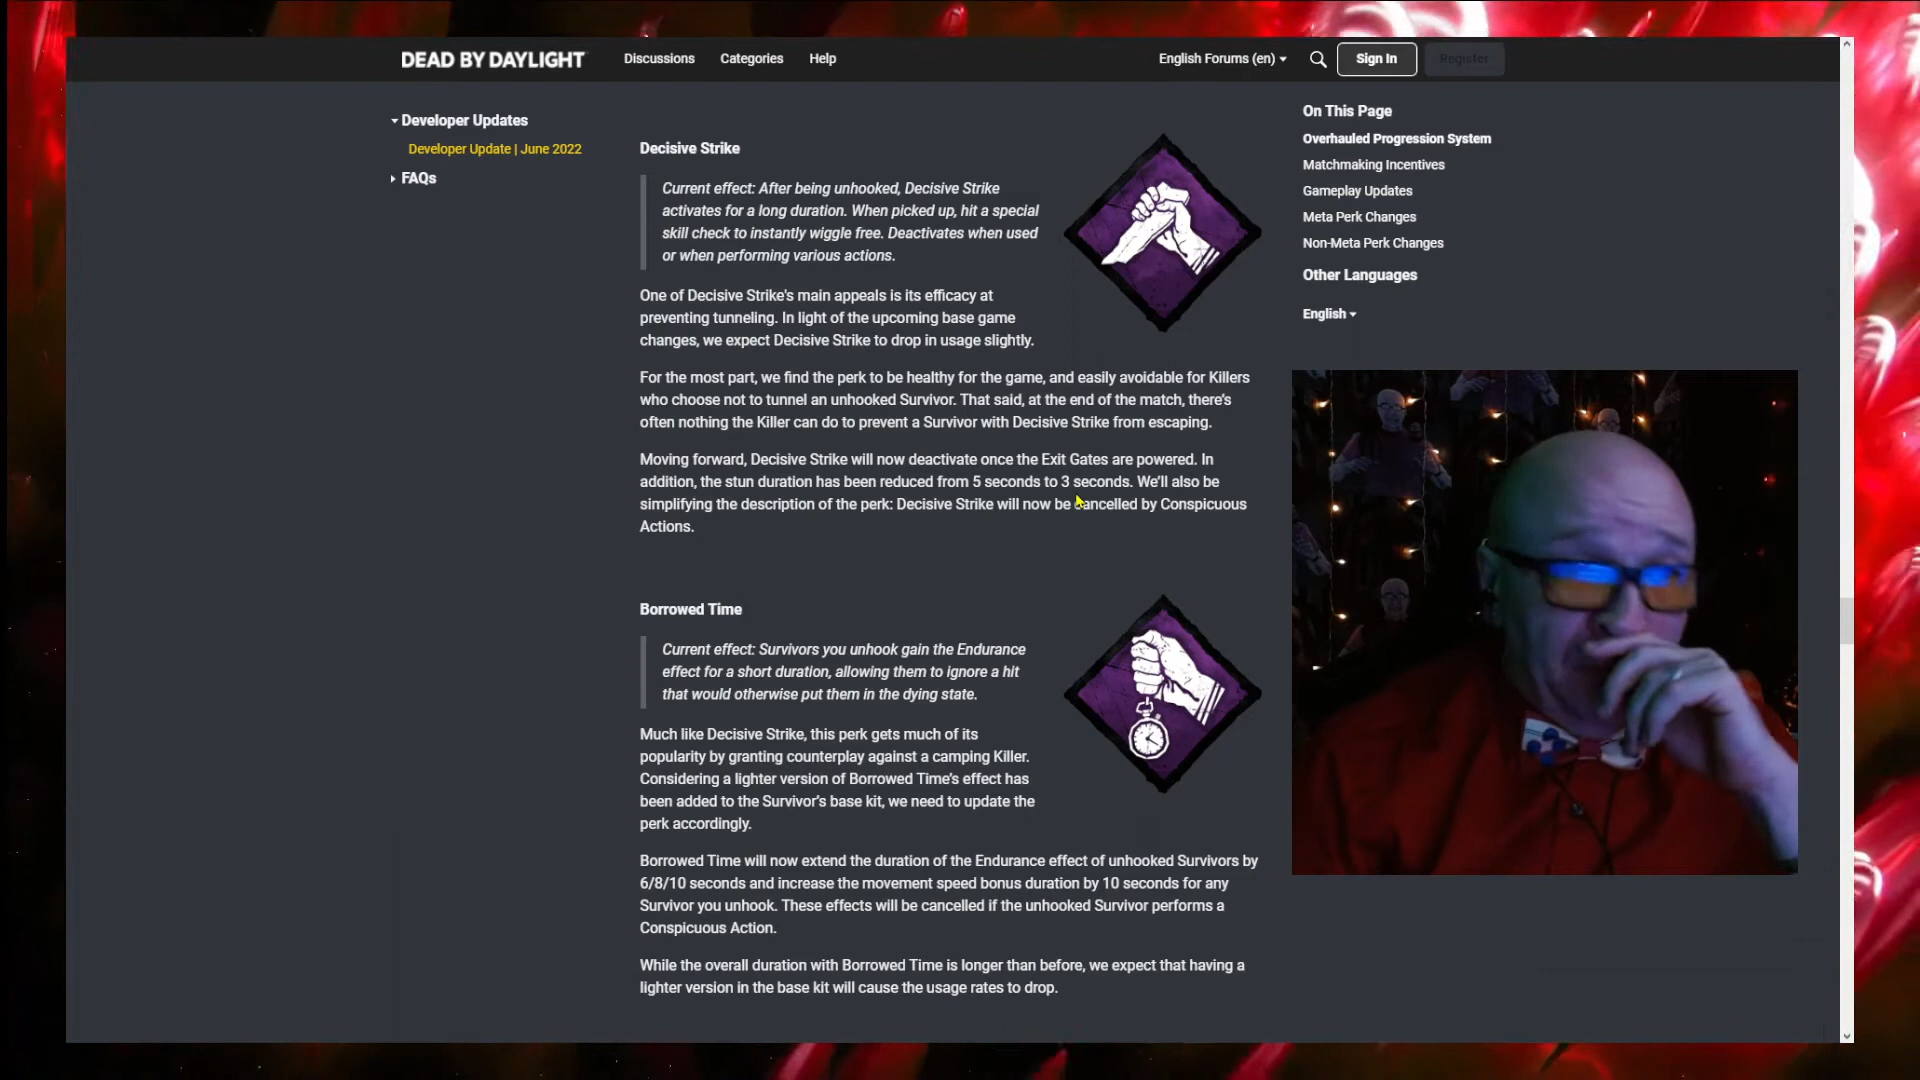 DEAD BY DAYLIGHT
Discussions
Categories
Help
English Forums (en)
Sign In
Register
Developer Updates
Developer Update | June 2022
FAQs
Decisive Strike
Current effect: After being unhooked, Decisive Strike
activates for a long duration. When picked up, hit a special
skill check to instantly wiggle free. Deactivates when used
or when performing various actions.
One of Decisive Strike's main appeals is its efficacy at
preventing tunneling. In light of the upcoming base game
changes, we expect Decisive Strike to drop in usage slightly.
For the most part, we find the perk to be healthy for the game, and easily avoidable for Killers
who choose not to tunnel an unhooked Survivor. That said, at the end of the match, there's
often nothing the Killer can do to prevent a Survivor with Decisive Strike from escaping.
Moving forward, Decisive Strike will now deactivate once the Exit Gates are powered. In
addition, the stun duration has been reduced from 5 seconds to 3 seconds. We'll also be
simplifying the description of the perk: Decisive Strike will now be cancelled by Conspicuous
Actions.
Borrowed Time
Current effect: Survivors you unhook gain the Endurance
effect for a short duration, allowing them to ignore a hit
that would otherwise put them in the dying state.
Much like Decisive Strike, this perk gets much of its
popularity by granting counterplay against a camping Killer.
Considering a lighter version of Borrowed Time's effect has
been added to the Survivor's base kit, we need to update the
perk accordingly.
Borrowed Time will now extend the duration of the Endurance effect of unhooked Survivors by
6/8/10 seconds and increase the movement speed bonus duration by 10 seconds for any
Survivor you unhook. These effects will be cancelled if the unhooked Survivor performs a
Conspicuous Action.
While the overall duration with Borrowed Time is longer than before, we expect that having a
lighter version in the base kit will cause the usage rates to drop.
On This Page
Overhauled Progression System
Matchmaking Incentives
Gameplay Updates
Meta Perk Changes
Non-Meta Perk Changes
Other Languages
English